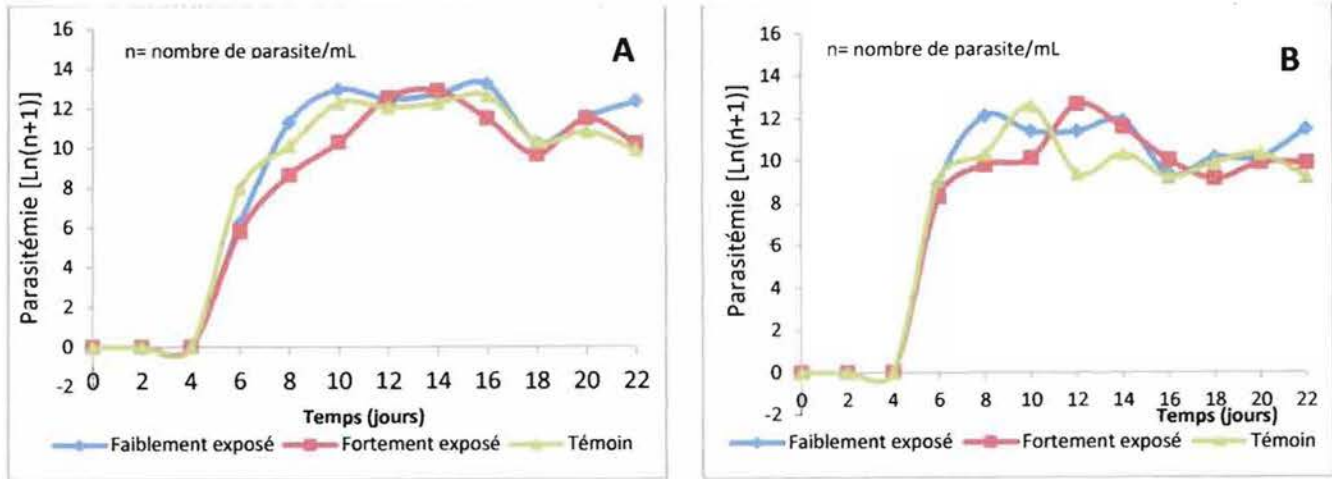 A
n= nombre de parasite/mL
Parasitémie [Ln(n+1)]
16
14
12
10
8
6
4
2
0
-2
0 2 4 6 8 10 12 14 16 18 20 22
Temps (jours)
Faiblement exposé Fortement exposé Témoin
B
n= nombre de parasite/mL
Parasitémie [Ln(n+1)]
16
14
12
10
8
6
4
2
0
-2
0 2 4 6 8 10 12 14 16 18 20 22
Temps (jours)
Faiblement exposé Fortement exposé Témoin